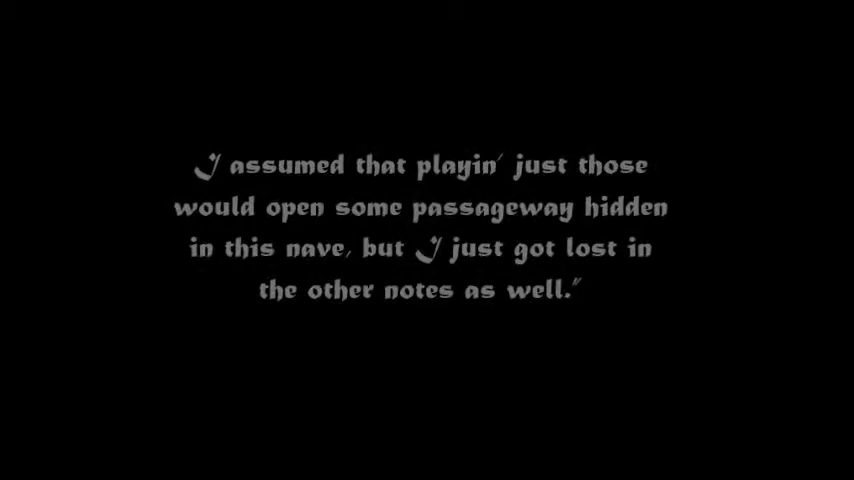 I assumed that playin' just those
would open some passageway hidden
in this nave, but I just got lost in
the other notes as well."